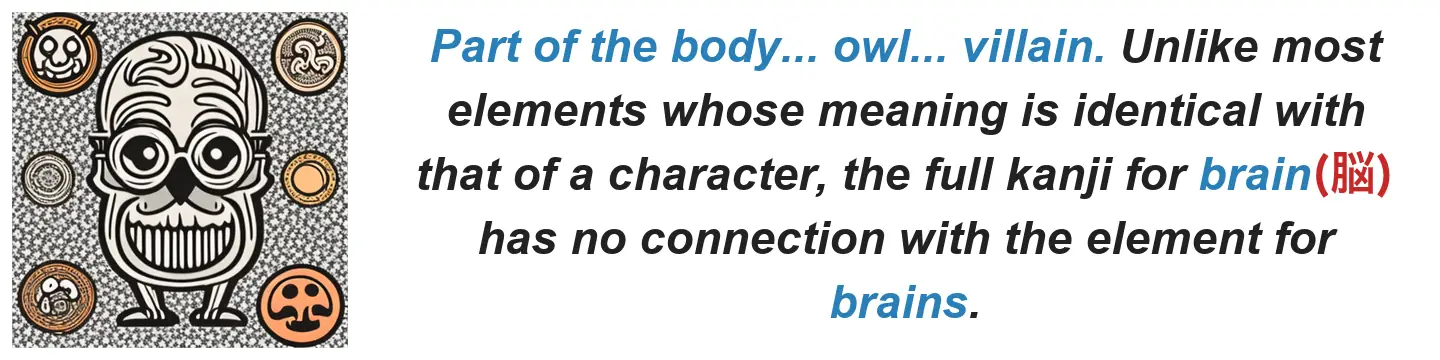 Part of the body... owl... villain. Unlike most
elements whose meaning is identical with
that of a character, the full kanji for brain(脳)
has no connection with the element for
brains.